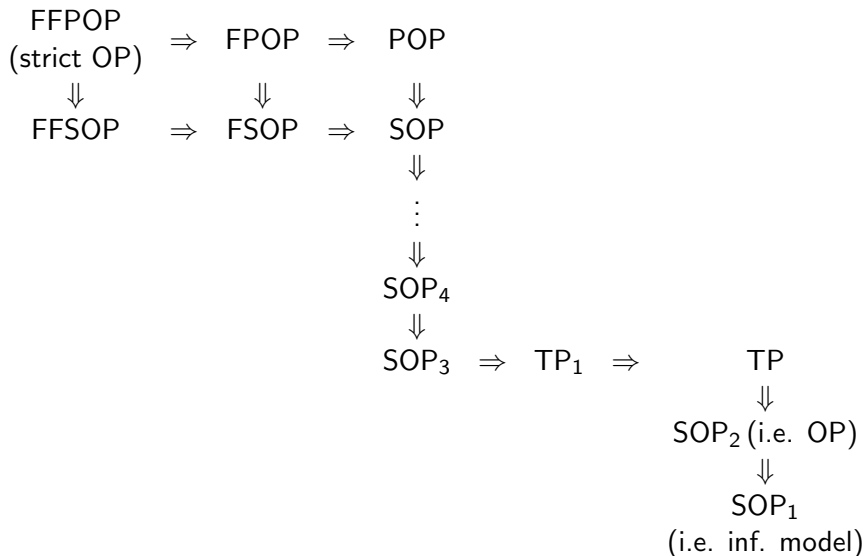 FFPOP
(strict OP) ⇒ FPOP ⇒ POP
⇓ ⇓ ⇓
FFSOP ⇒ FSOP ⇒ SOP
⇓
⋮
⇓
SOP₄
⇓
SOP₃ ⇒ TP₁ ⇒ TP
⇓
SOP₂ (i.e. OP)
⇓
SOP₁
(i.e. inf. model)